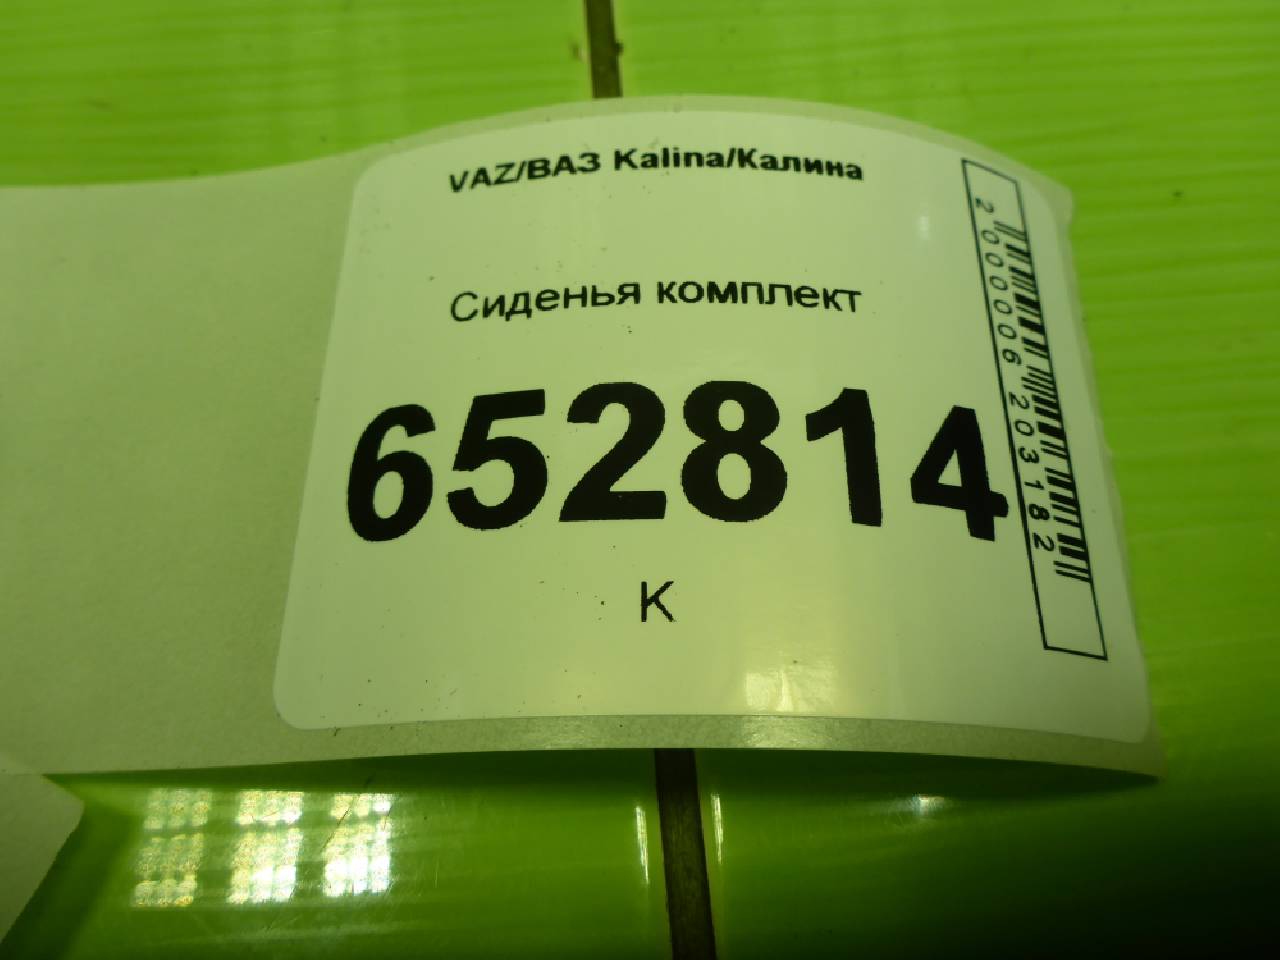 VAZ/ВАЗ Kalina/Калина
Сиденья комплект
652814
К
2000006203182